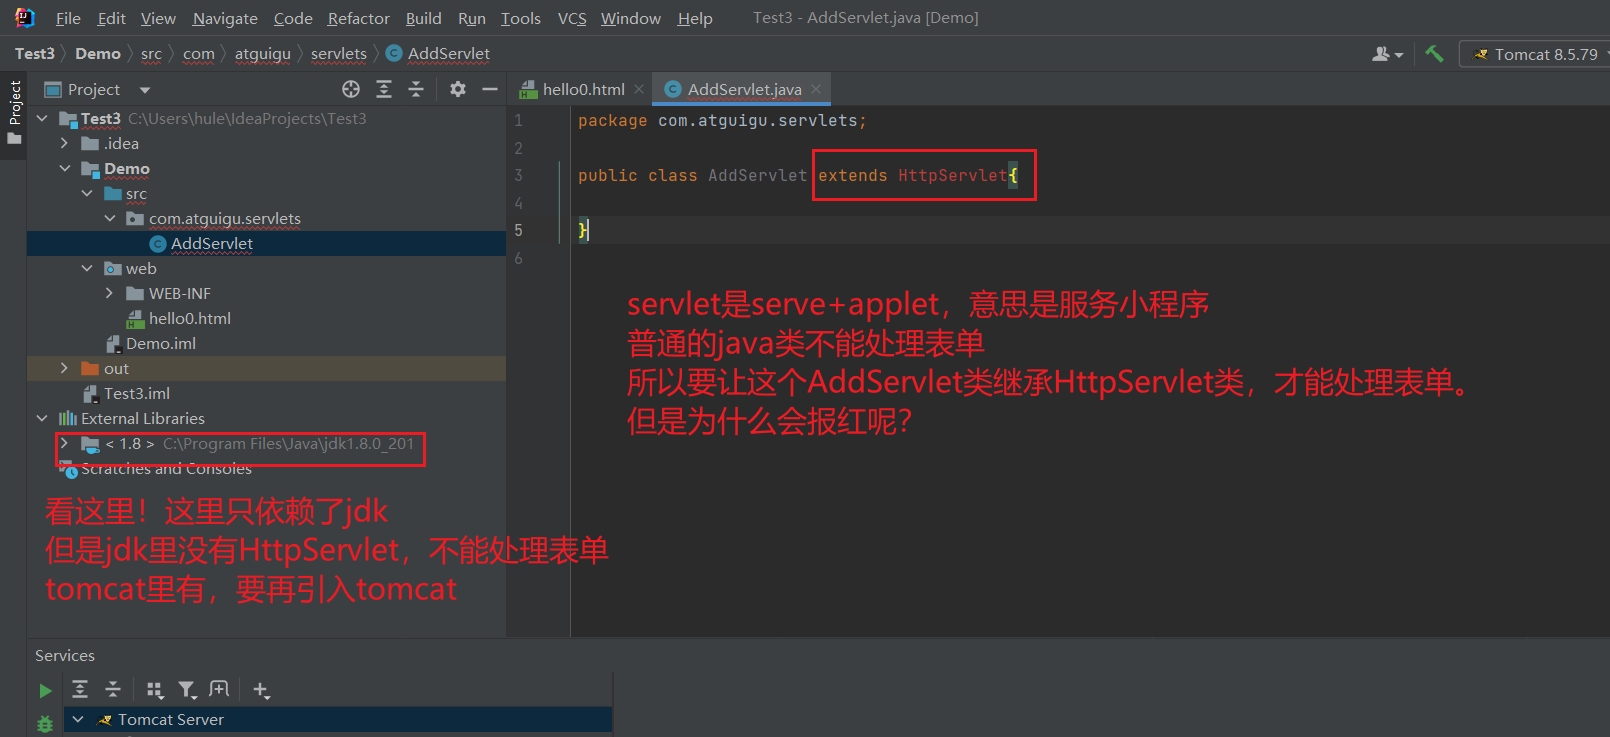 File Edit View Navigate Code Refactor Build Run Tools VCS Window Help Test3 - AddServlet.java [Demo]
Test3 Demo src com atguigu servlets AddServlet Tomcat 8.5.79
Project
Project
hello0.html AddServlet.java
Test3 C:\Users\hule\IdeaProjects\Test3
.idea
Demo
src
com.atguigu.servlets
AddServlet
web
WEB-INF
hello0.html
Demo.iml
out
Test3.iml
External Libraries
< 1.8 > C:\Program Files\Java\jdk1.8.0_201
Scratches and Consoles
1 package com.atguigu.servlets;
2
3 public class AddServlet extends HttpServlet{
4
5 }
6
servlet是serve+applet，意思是服务小程序
普通的java类不能处理表单
所以要让这个AddServlet类继承HttpServlet类，才能处理表单。
但是为什么会报红呢？
看这里！这里只依赖了jdk
但是jdk里没有HttpServlet，不能处理表单
tomcat里有，要再引入tomcat
Services
Tomcat Server